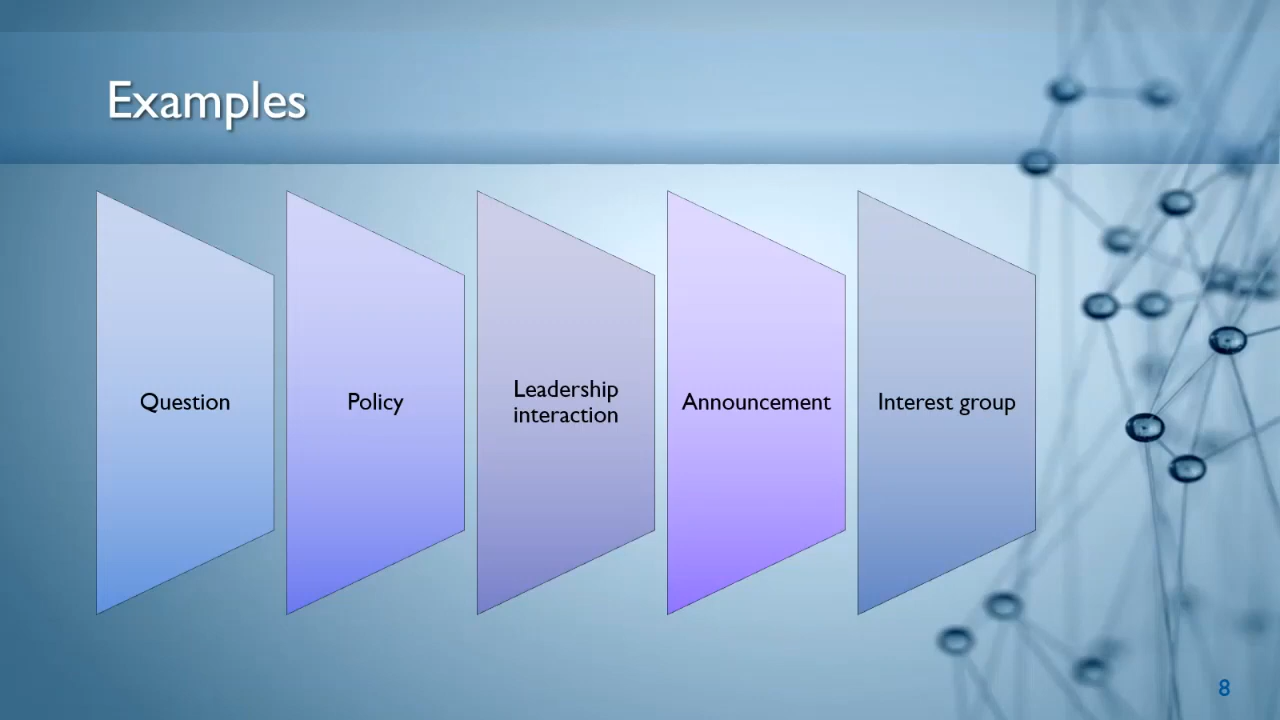 Examples
Question
Policy
Leadership
interaction
Announcement
Interest group
8